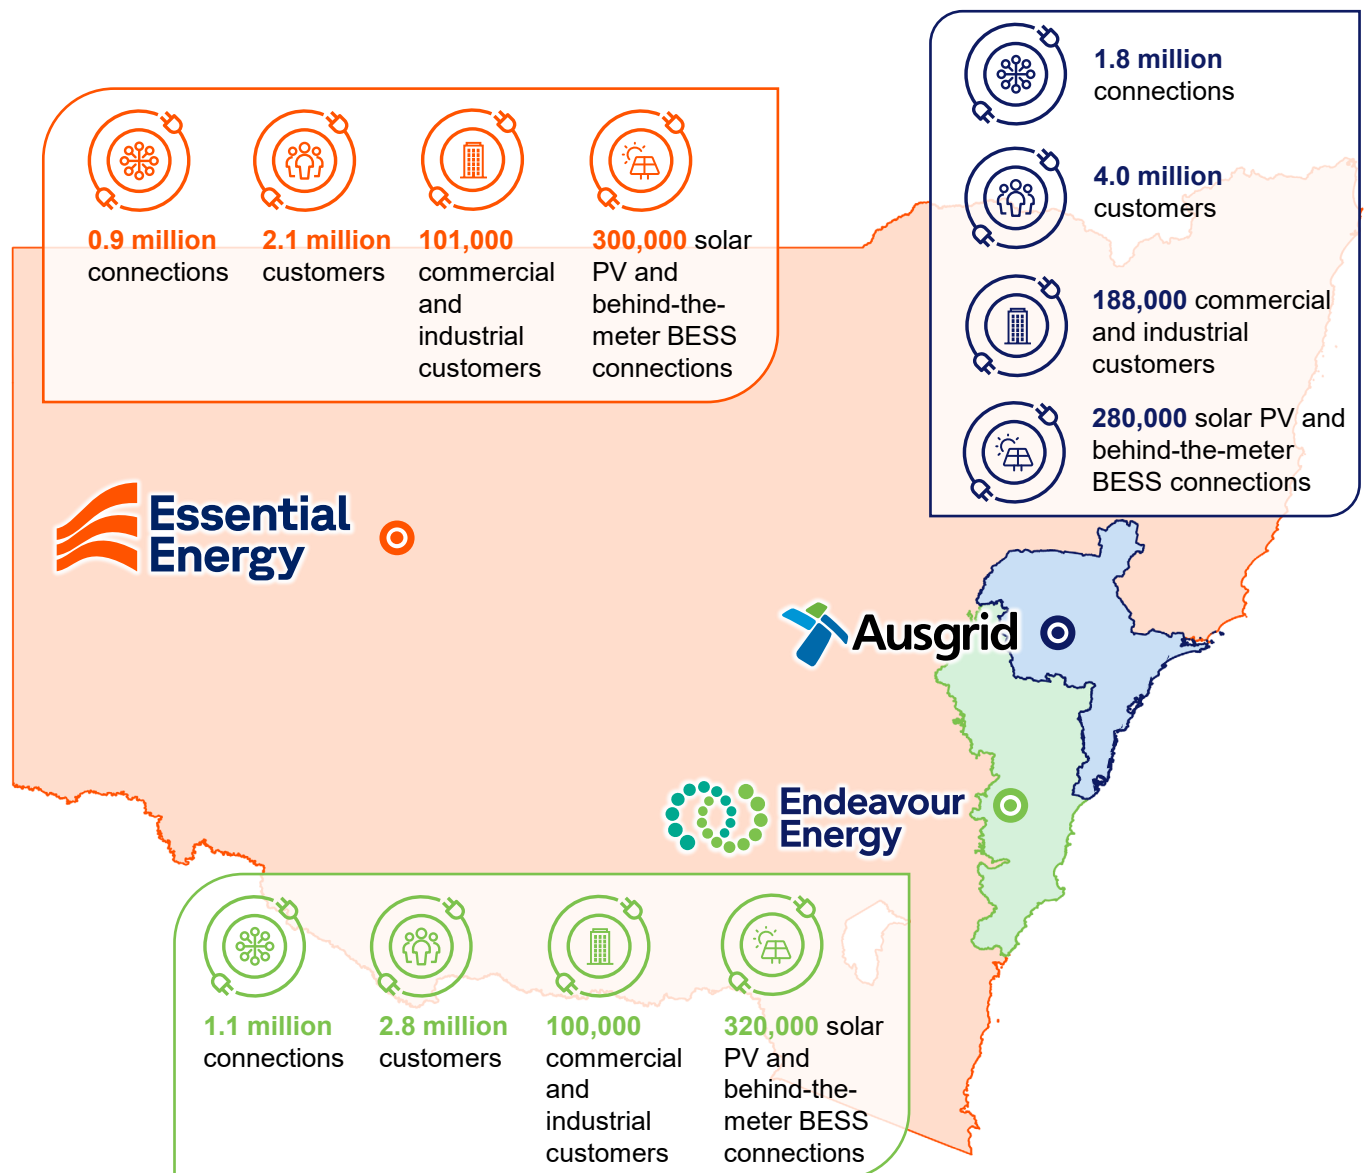 1.8 million
connections
4.0 million
customers
188,000 commercial
and industrial
customers
280,000 solar PV and
behind-the-meter
BESS connections
0.9 million
connections
2.1 million
customers
101,000
commercial
and
industrial
customers
300,000 solar
PV and
behind-the-
meter BESS
connections
Essential
Energy
Ausgrid
Endeavour
Energy
1.1 million
connections
2.8 million
customers
100,000
commercial
and
industrial
customers
320,000 solar
PV and
behind-the-
meter BESS
connections